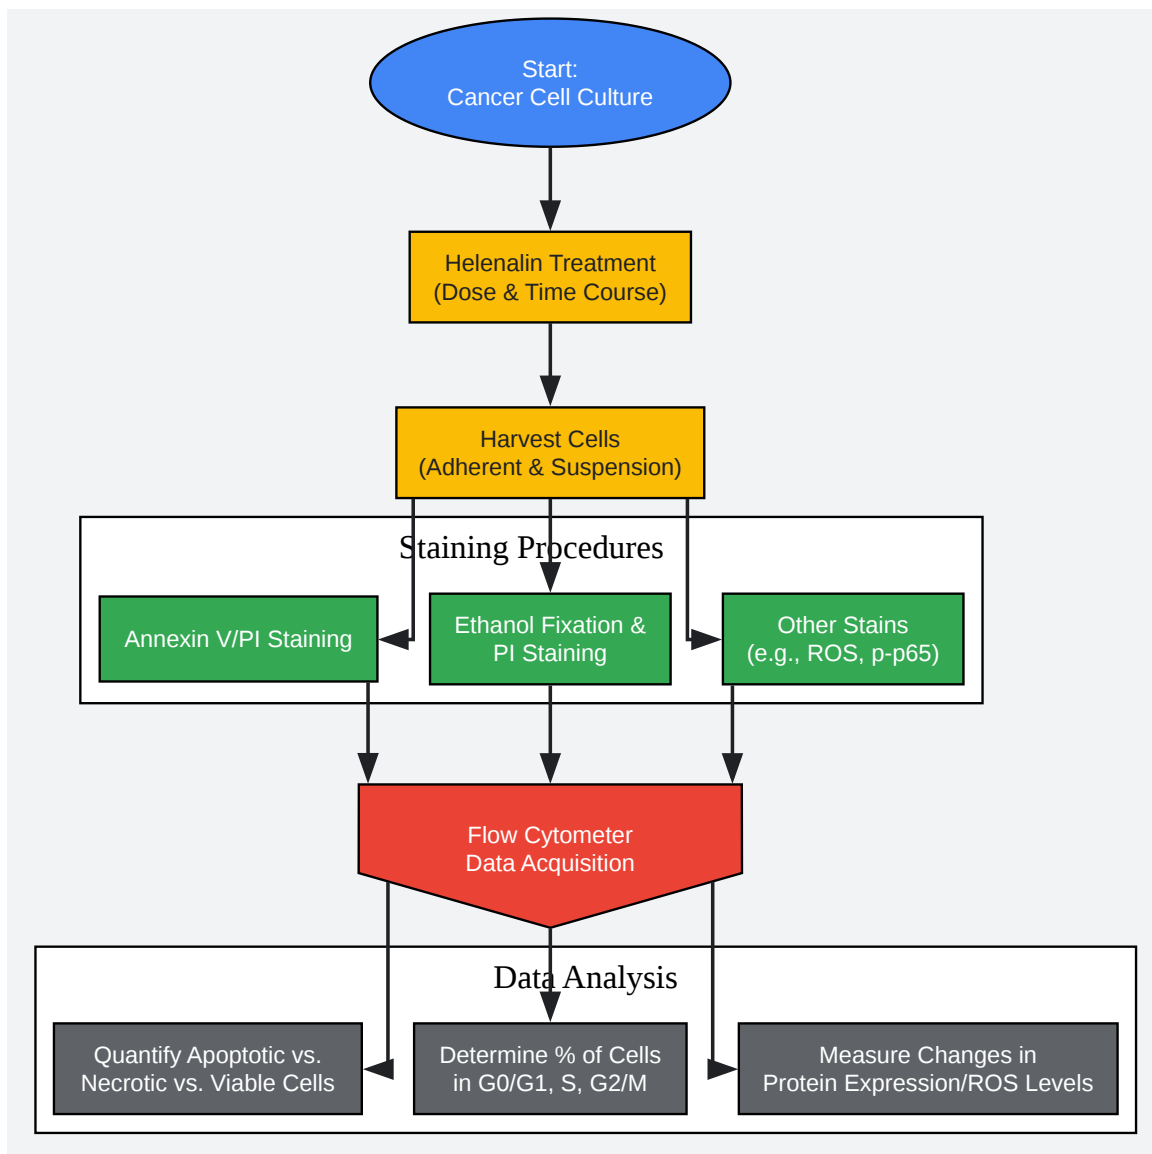 Start:
Cancer Cell Culture
Helenalin Treatment
(Dose & Time Course)
Harvest Cells
(Adherent & Suspension)
Staining Procedures
Annexin V/PI Staining
Ethanol Fixation &
PI Staining
Other Stains
(e.g., ROS, p-p65)
Flow Cytometer
Data Acquisition
Data Analysis
Quantify Apoptotic vs.
Necrotic vs. Viable Cells
Determine % of Cells
in G0/G1, S, G2/M
Measure Changes in
Protein Expression/ROS Levels